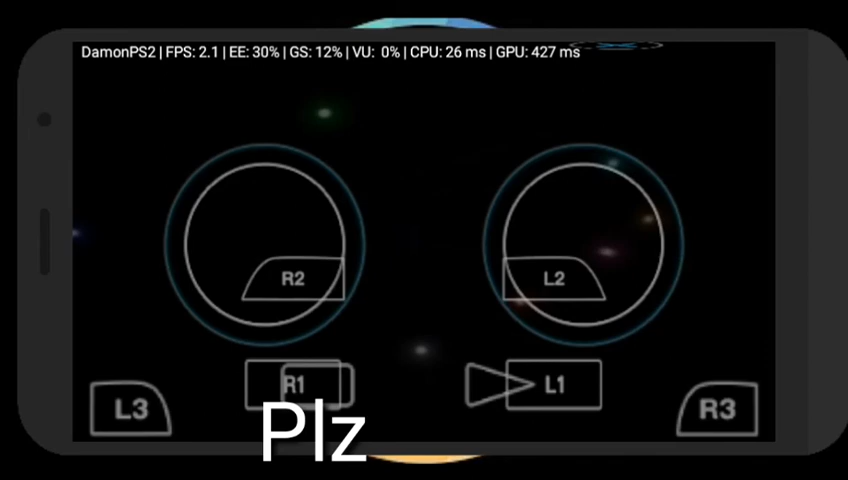 DamonPS2 | FPS: 2.1 | EE: 30% | GS: 12% | VU: 0% | CPU: 26 ms | GPU: 427 ms
R2 L2
R1 L1
L3 R3
Plz